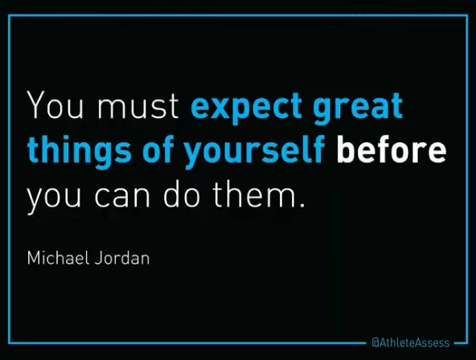 You must expect great
things of yourself before
you can do them.
Michael Jordan
@AthleteAssess